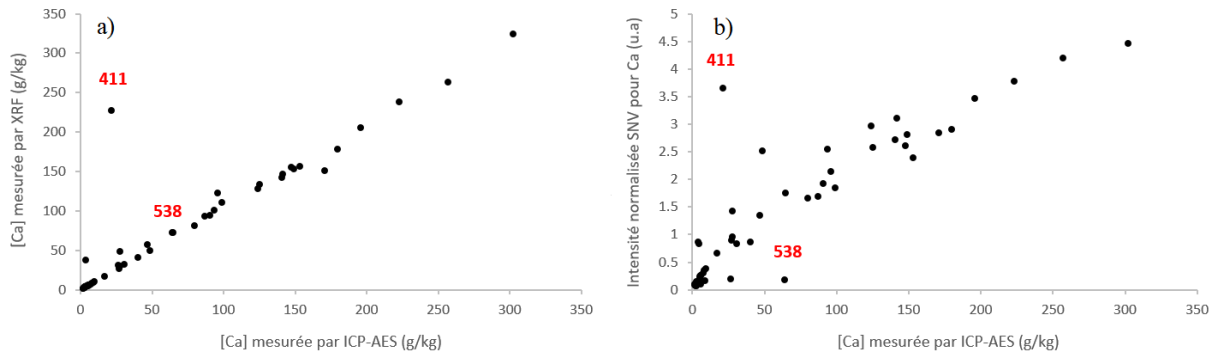 a)
[Ca] mesurée par XRF (g/kg)
350
300
250
200
150
100
50
0
411
538
0 50 100 150 200 250 300 350
[Ca] mesurée par ICP-AES (g/kg)
b)
Intensité normalisée SNV pour Ca (u.a)
5
4.5
4
3.5
3
2.5
2
1.5
1
0.5
0
411
538
0 50 100 150 200 250 300 350
[Ca] mesurée par ICP-AES (g/kg)